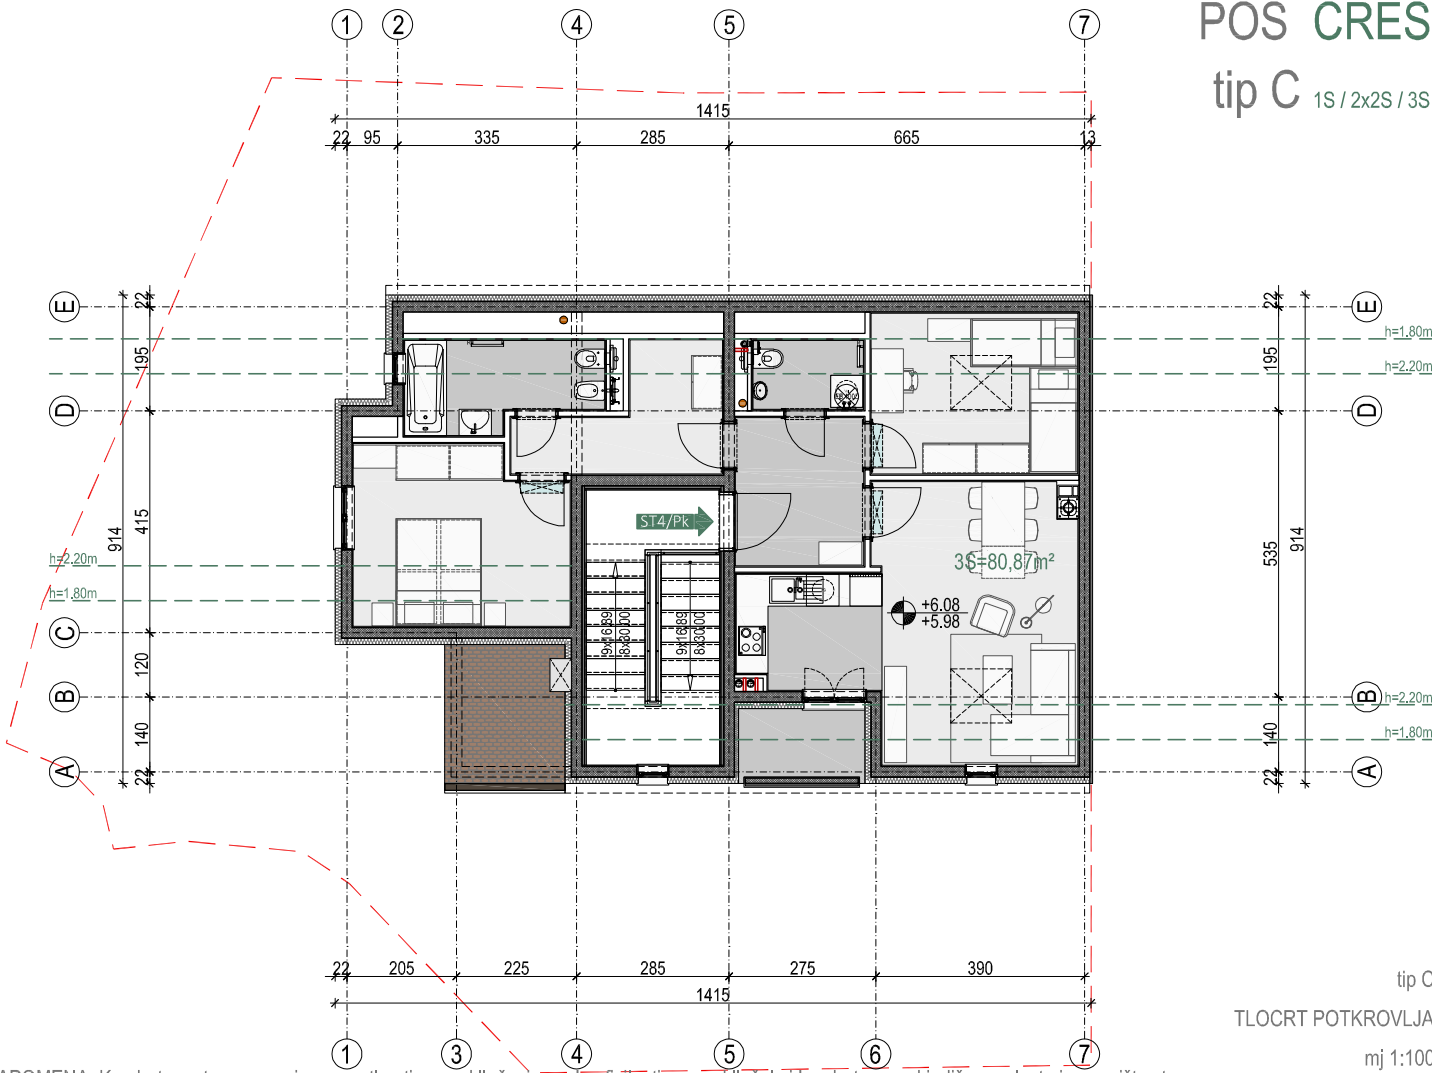 POS CRES
tip C 1S / 2x2S / 3S
1 2 4 5 7
1415
22 95 335 285 665 13
E E
D D
C
B B
A A
22
195
415
914
120
140
22
22
195
535
914
140
22
h=1.80m
h=2.20m
h=2.20m
h=1.80m
h=2.20m
h=1.80m
ST4/Pk
3S=80,87m²
+6.08
+5.98
9x16.89
8x30.00
9x16.89
8x30.00
22 205 225 285 275 390
1415
1 3 4 5 6 7
tip C
TLOCRT POTKROVLJA
mj 1:100